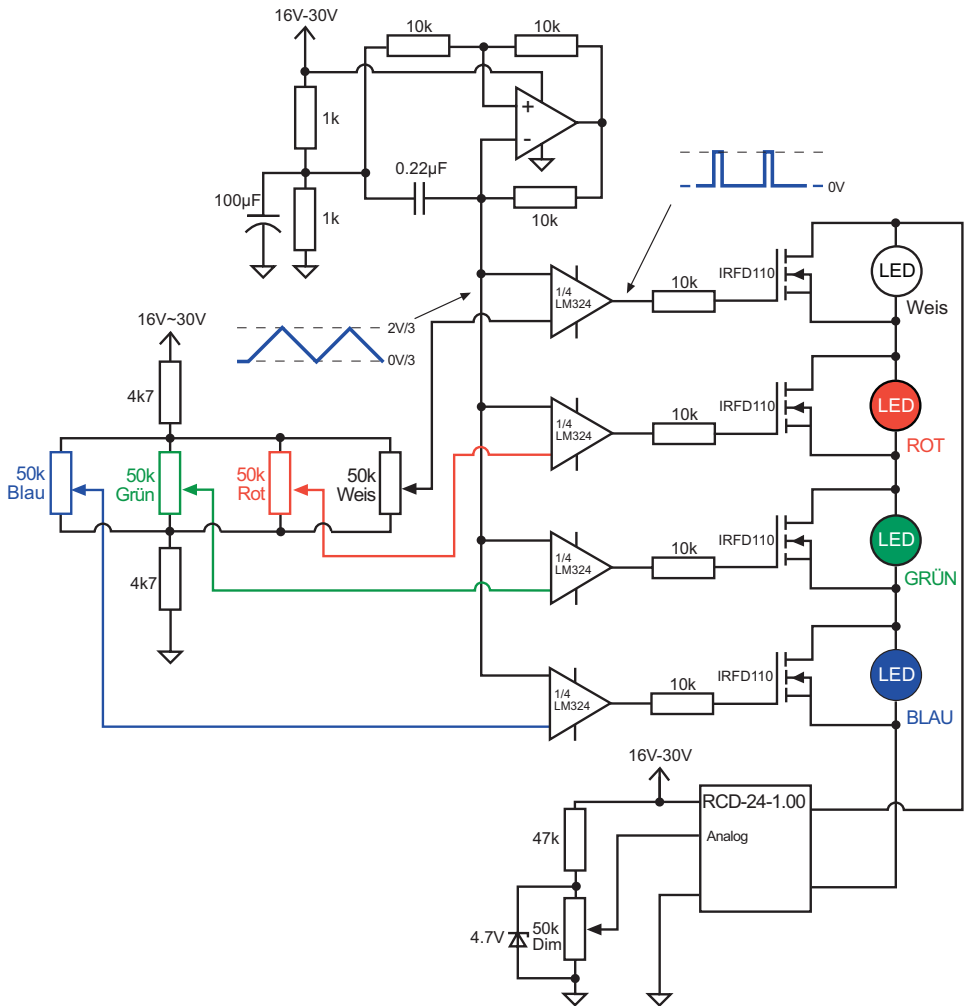 16V-30V
10k
10k
1k
+
-
0.22µF
100µF
1k
10k
0V
1/4
LM324
10k
IRFD110
LED
Weis
2V/3
0V/3
16V~30V
4k7
1/4
LM324
10k
IRFD110
LED
ROT
50k
Blau
50k
Grün
50k
Rot
50k
Weis
1/4
LM324
10k
IRFD110
LED
GRÜN
4k7
1/4
LM324
10k
IRFD110
LED
BLAU
16V-30V
RCD-24-1.00
Analog
47k
4.7V
50k
Dim